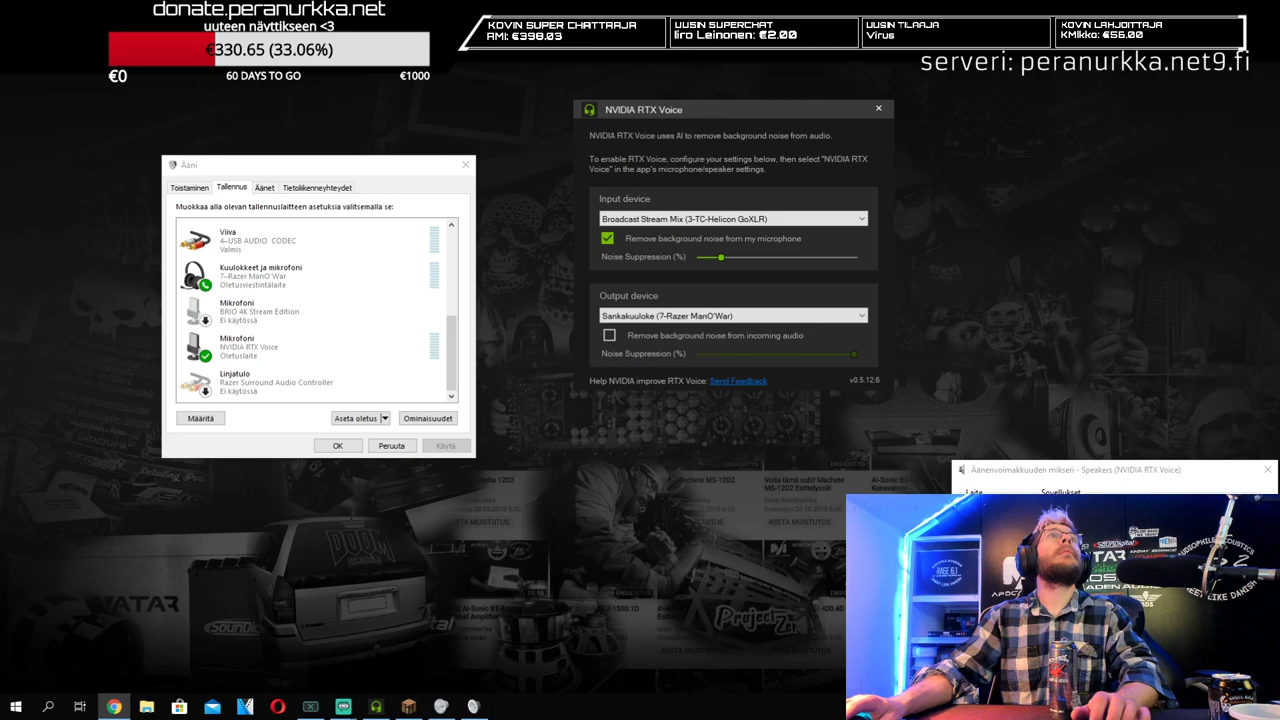 donate.peranurkka.net
uuteen näyttikseen <3
€330.65 (33.06%)
€0
60 DAYS TO GO
€1000
KOVIN SUPER CHATTAAJA
AMI: €398.03
UUSIN SUPERCHAT
Iiro Leinonen: €2.00
UUSIN TILAAJA
Virus
KOVIN LAHJOITTAJA
KMikko: €55.00
serveri: peranurkka.net9.fi
NVIDIA RTX Voice
NVIDIA RTX Voice uses AI to remove background noise from audio.
To enable RTX Voice, configure your settings below, then select "NVIDIA RTX
Voice" in the app's microphone/speaker settings.
Input device
Broadcast Stream Mix (3-TC-Helicon GoXLR)
Remove background noise from my microphone
Noise Suppression (%)
Output device
Sankakuuloke (7-Razer ManO'War)
Remove background noise from incoming audio
Noise Suppression (%)
Help NVIDIA improve RTX Voice: Send Feedback
v0.5.12.6
Ääni
Toistaminen
Tallennus
Äänet
Tietoliikenneyhteydet
Muokkaa alla olevan tallennuslaitteen asetuksia valitsemalla se:
Viiva
4-USB AUDIO CODEC
Valmis
Kuulokkeet ja mikrofoni
7-Razer ManO'War
Oletusviestintälaite
Mikrofoni
BRIO 4K Stream Edition
Ei käytössä
Mikrofoni
NVIDIA RTX Voice
Oletuslaite
Linjatulo
Razer Surround Audio Controller
Ei käytössä
Määritä
Aseta oletus
Ominaisuudet
OK
Peruuta
Käytä
Äänenvoimakkuuden mikseri - Speakers (NVIDIA RTX Voice)
Laite
Sovellukset
ASETA MUISTUTUS
ASETA MUISTUTUS
AVATAR
SounDigital
ProjectZ